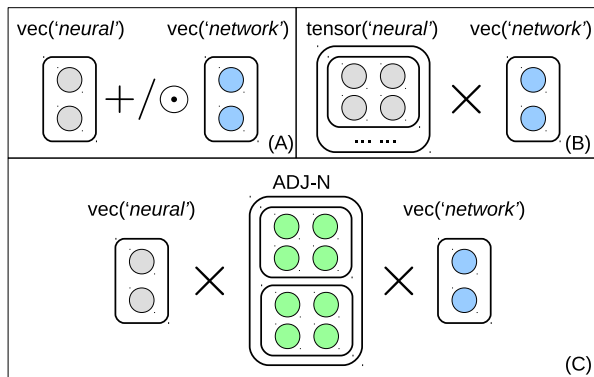 vec(‘neural’) vec(‘network’)
+/⊙
(A)
tensor(‘neural’) vec(‘network’)
×
......
(B)
ADJ-N
vec(‘neural’) vec(‘network’)
× ×
(C)